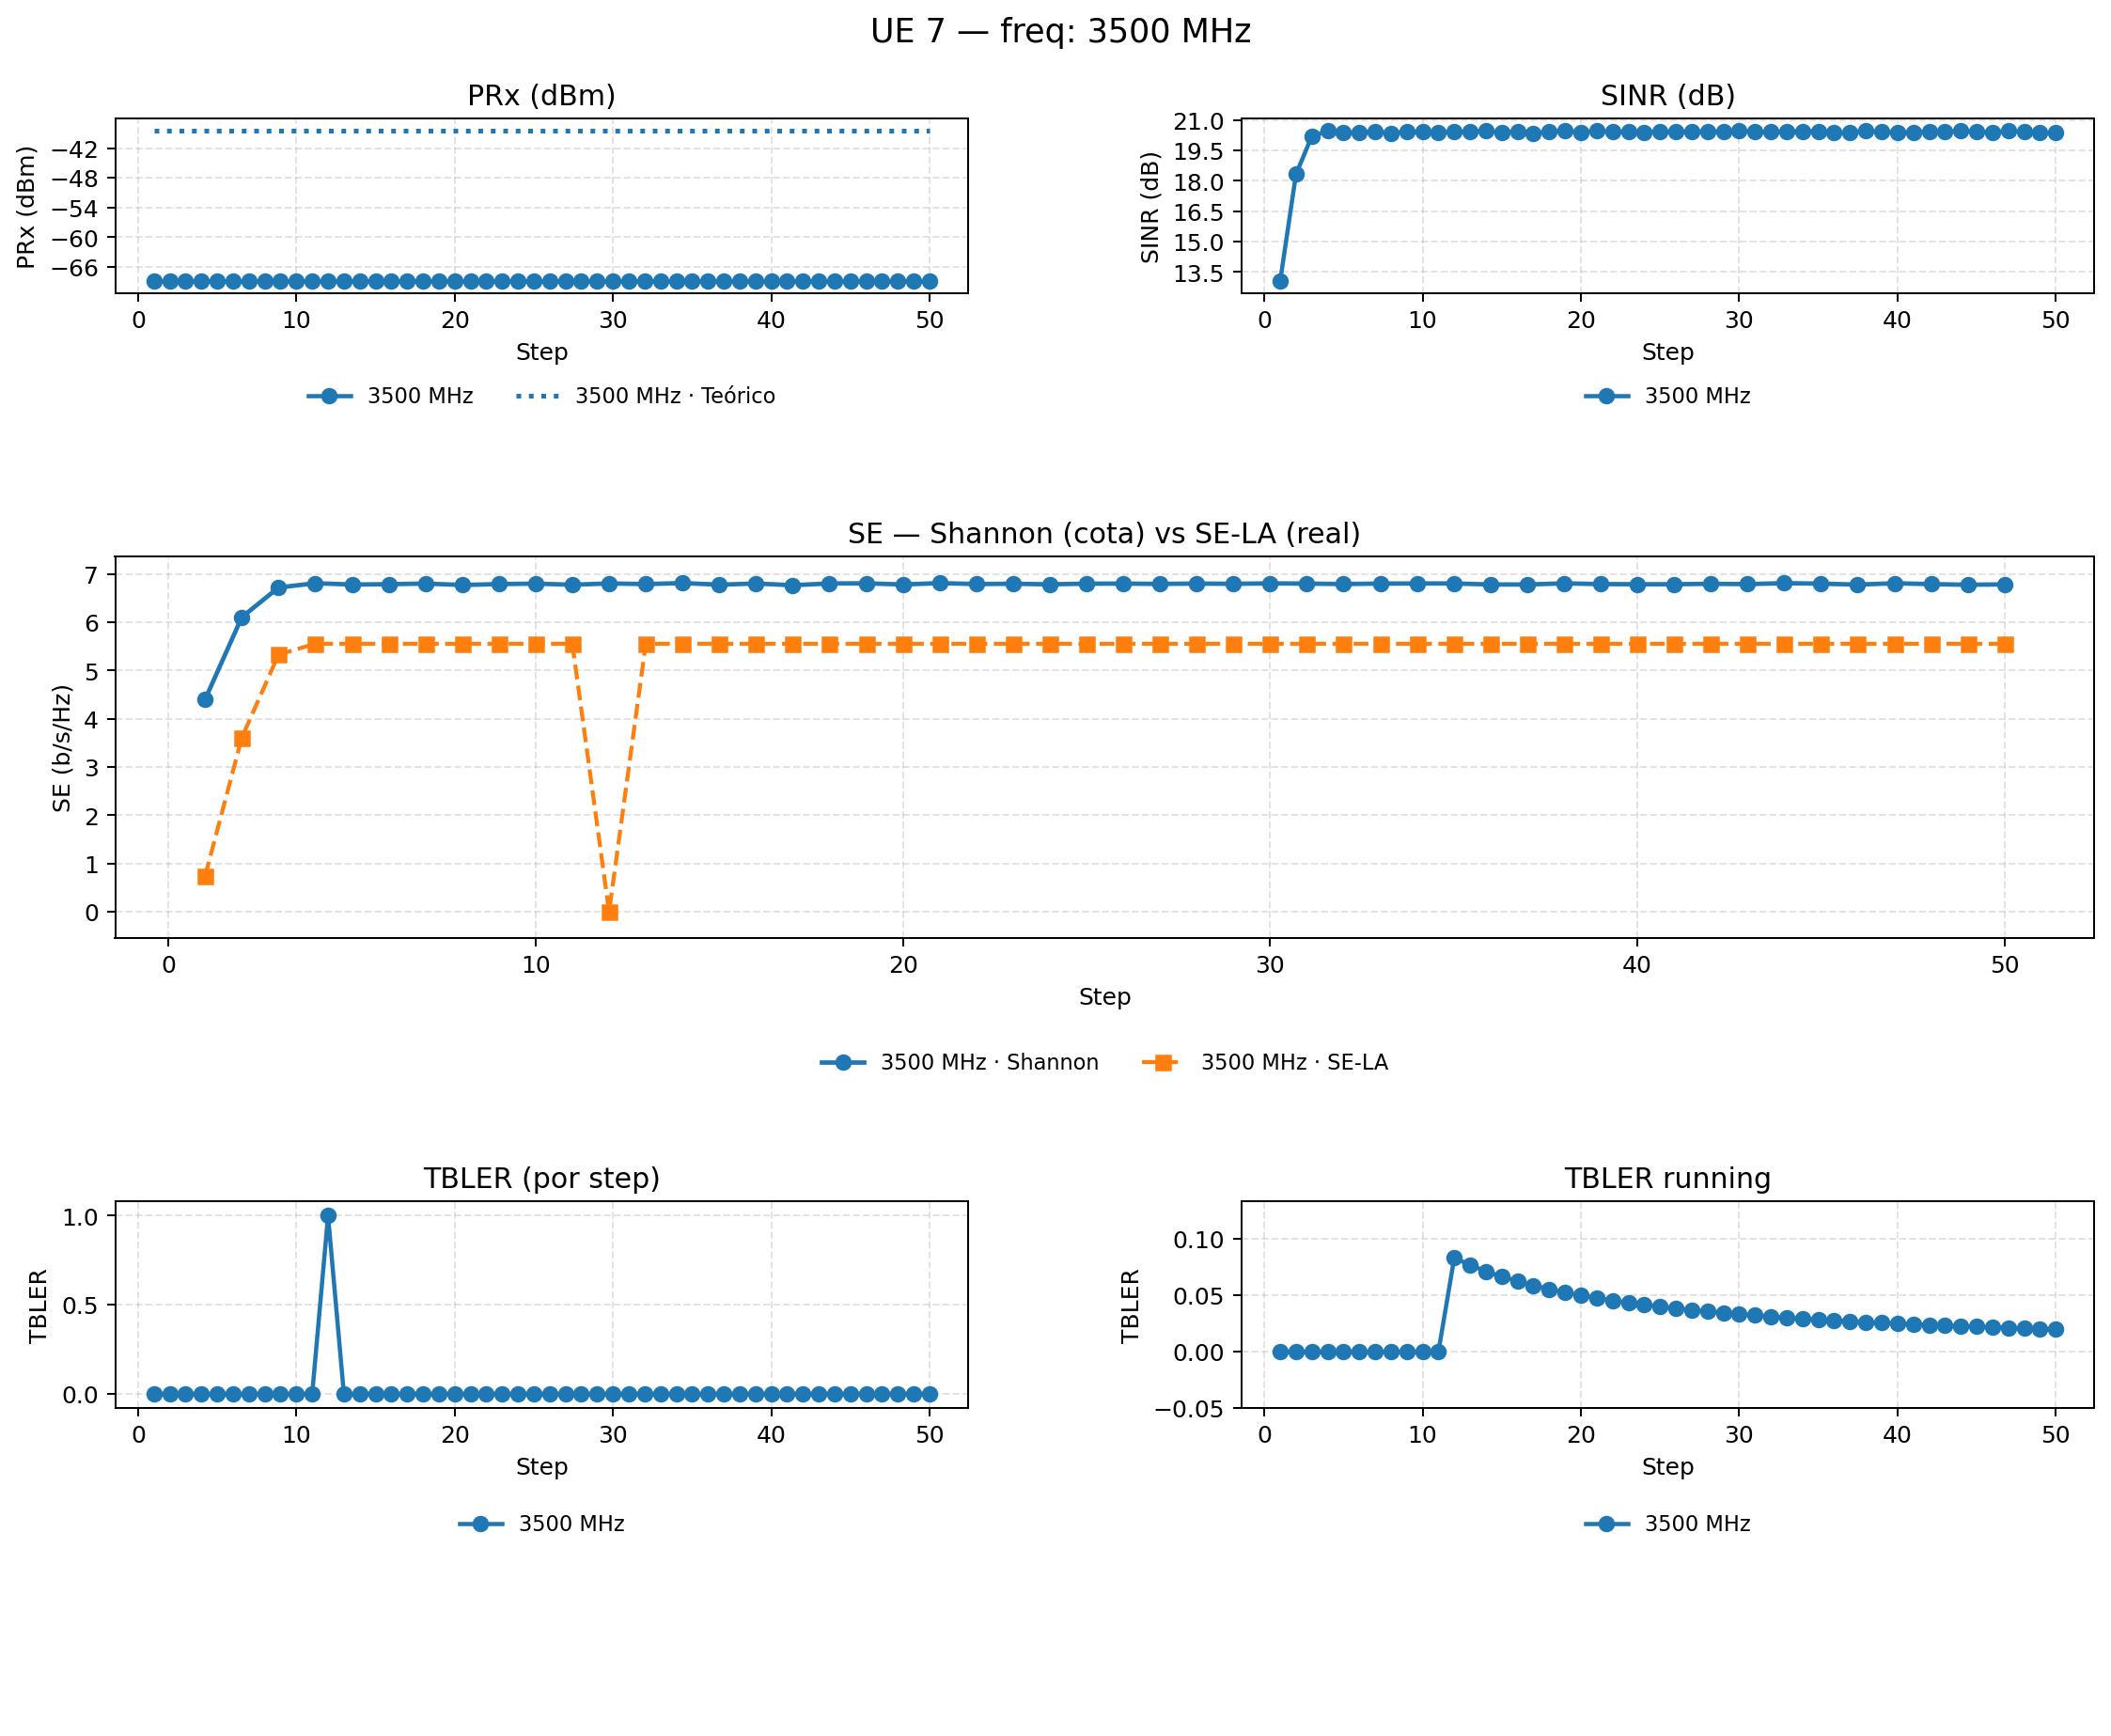 UE 7 — freq: 3500 MHz
PRx (dBm)
PRx (dBm)
−42
−48
−54
−60
−66
0 10 20 30 40 50
Step
3500 MHz 3500 MHz · Teórico
SINR (dB)
SINR (dB)
21.0
19.5
18.0
16.5
15.0
13.5
0 10 20 30 40 50
Step
3500 MHz
SE — Shannon (cota) vs SE-LA (real)
SE (b/s/Hz)
7
6
5
4
3
2
1
0
0 10 20 30 40 50
Step
3500 MHz · Shannon 3500 MHz · SE-LA
TBLER (por step)
TBLER
1.0
0.5
0.0
0 10 20 30 40 50
Step
3500 MHz
TBLER running
TBLER
0.10
0.05
0.00
−0.05
0 10 20 30 40 50
Step
3500 MHz